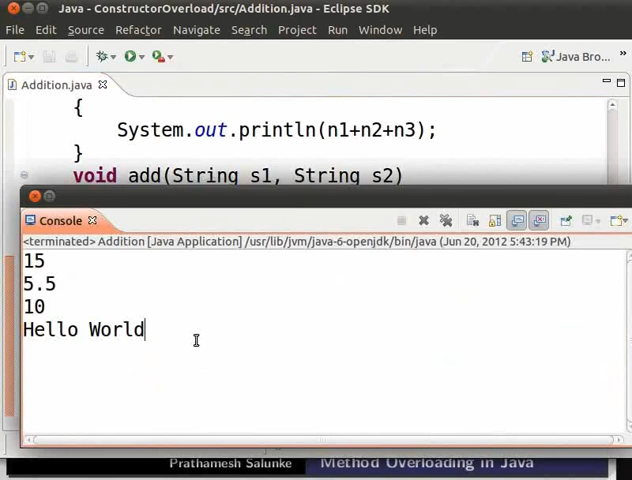 Java - ConstructorOverload/src/Addition.java - Eclipse SDK
File Edit Source Refactor Navigate Search Project Run Window Help
Java Bro... »
Addition.java
{
System.out.println(n1+n2+n3);
}
void add(String s1, String s2)
Console
<terminated> Addition [Java Application] /usr/lib/jvm/java-6-openjdk/bin/java (Jun 20, 2012 5:43:19 PM)
15
5.5
10
Hello World
Prathamesh Salunke Method Overloading in Java